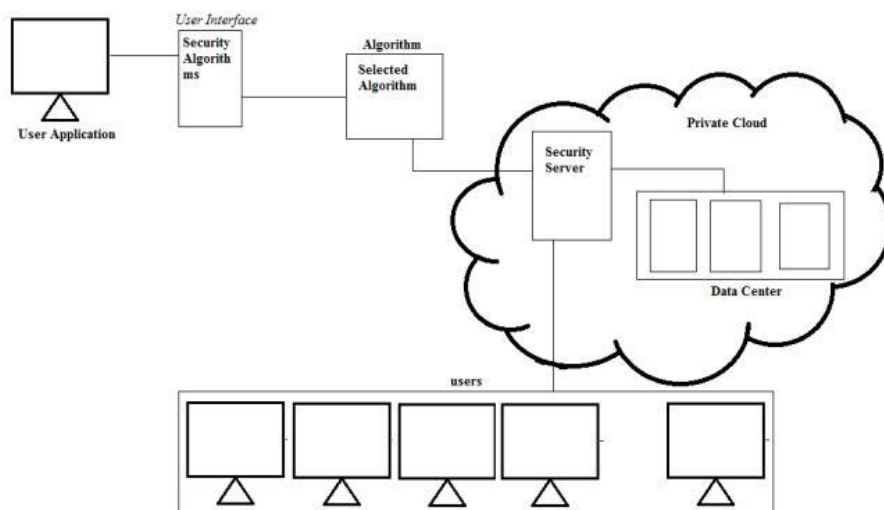 User Interface
Security
Algorith
ms
User Application
Algorithm
Selected
Algorithm
Private Cloud
Security
Server
Data Center
users